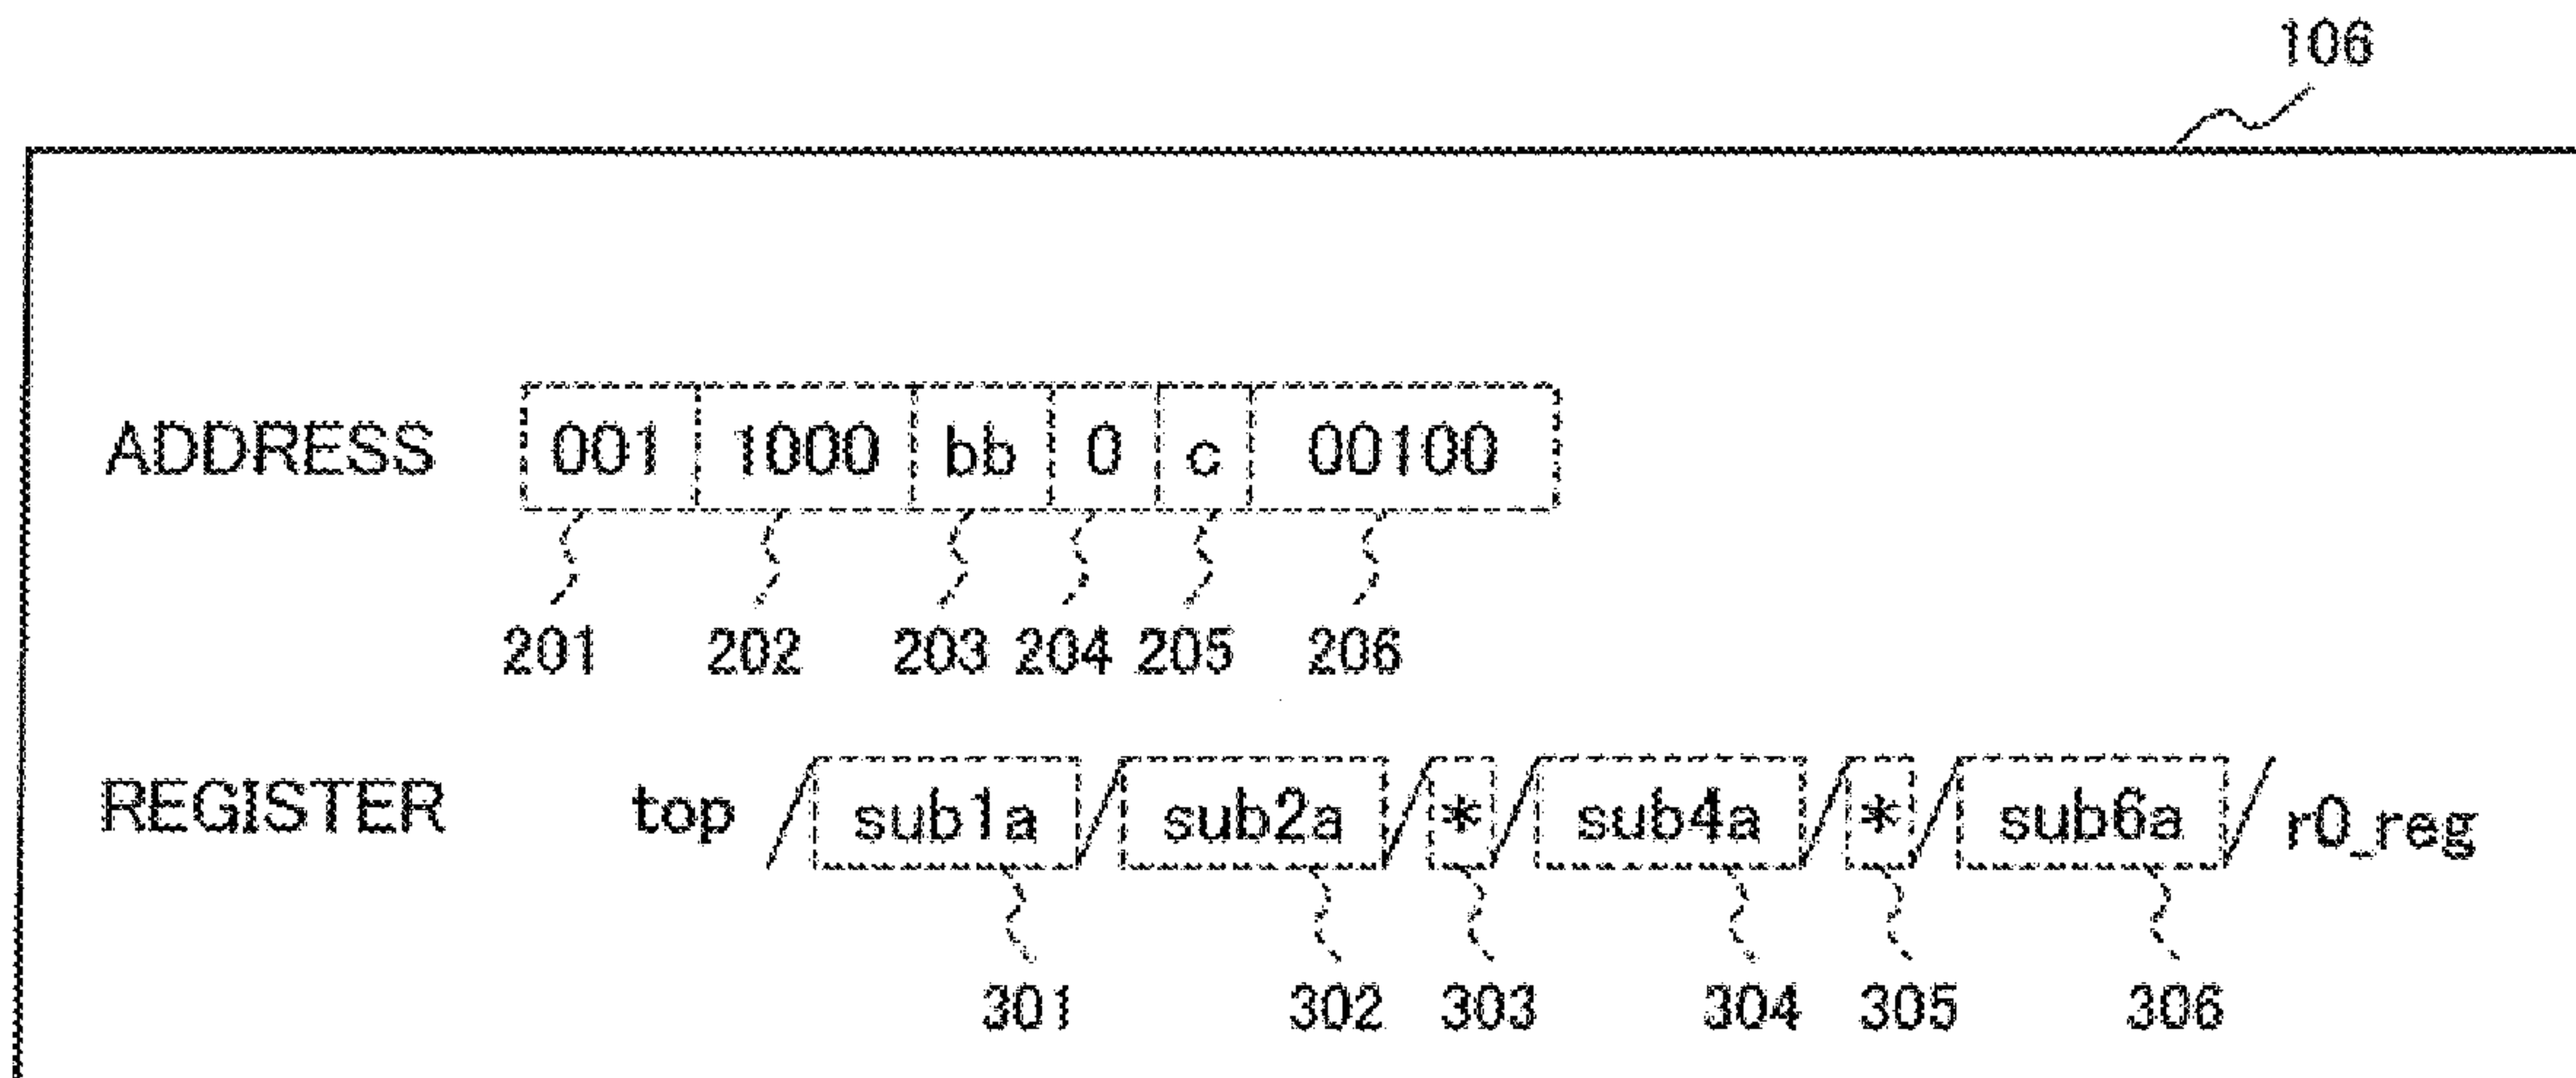 106
ADDRESS 001 1000 bb 0 c 00100
201 202 203 204 205 206
REGISTER top / sub1a / sub2a / * / sub4a / * / sub6a / r0_reg
301 302 303 304 305 306